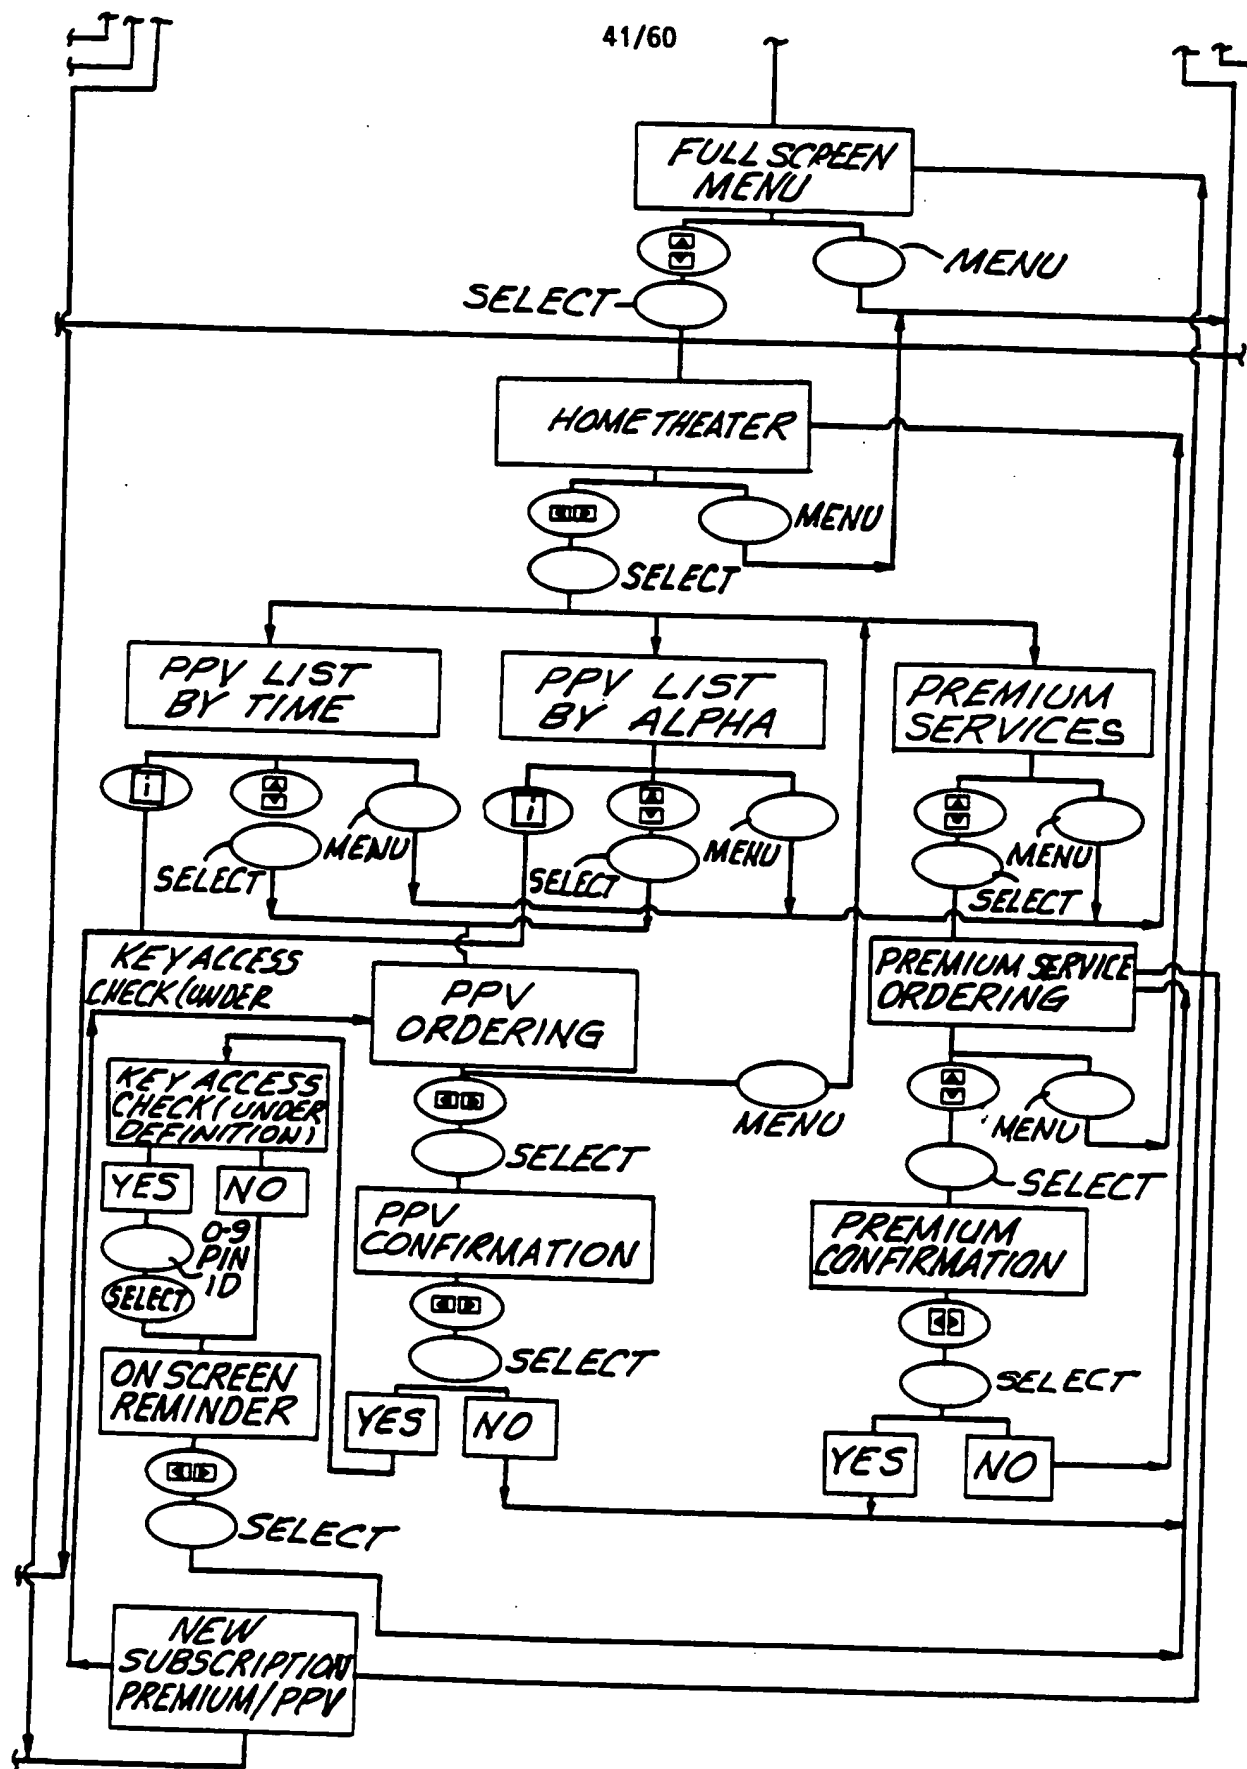 41/60
FULL SCREEN
MENU
MENU
SELECT
HOME THEATER
MENU
SELECT
PPV LIST
BY TIME
PPV LIST
BY ALPHA
PREMIUM
SERVICES
i
i
MENU
SELECT
MENU
SELECT
MENU
SELECT
KEY ACCESS
CHECK (UNDER
PPV
ORDERING
PREMIUM SERVICE
ORDERING
KEY ACCESS
CHECK (UNDER
DEFINITION)
MENU
MENU
SELECT
SELECT
YES
NO
PPV
CONFIRMATION
PREMIUM
CONFIRMATION
0-9
PIN
ID
SELECT
SELECT
SELECT
ON SCREEN
REMINDER
YES
NO
YES
NO
SELECT
NEW
SUBSCRIPTION
PREMIUM/PPV